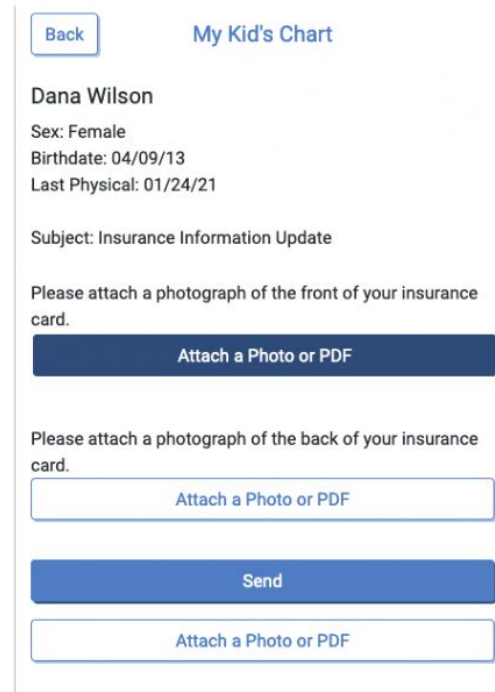 Back
My Kid's Chart
Dana Wilson
Sex: Female
Birthdate: 04/09/13
Last Physical: 01/24/21
Subject: Insurance Information Update
Please attach a photograph of the front of your insurance
card.
Attach a Photo or PDF
Please attach a photograph of the back of your insurance
card.
Attach a Photo or PDF
Send
Attach a Photo or PDF